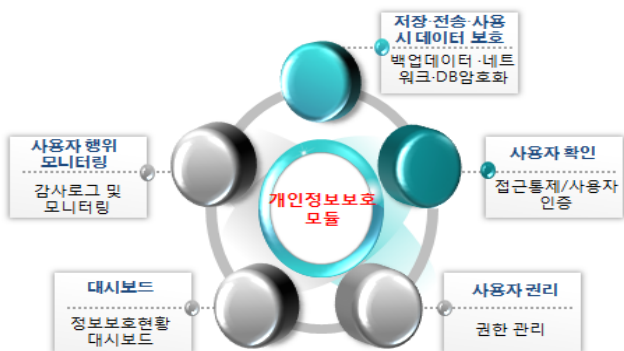 저장·전송·사용
시 데이터 보호
백업데이터 ·네트
워크·DB암호화
사용자 행위
모니터링
감사로그 및
모니터링
사용자 확인
접근통제/사용자
인증
개인정보보호
모듈
대시보드
정보보호현황
대시보드
사용자 권리
권한 관리